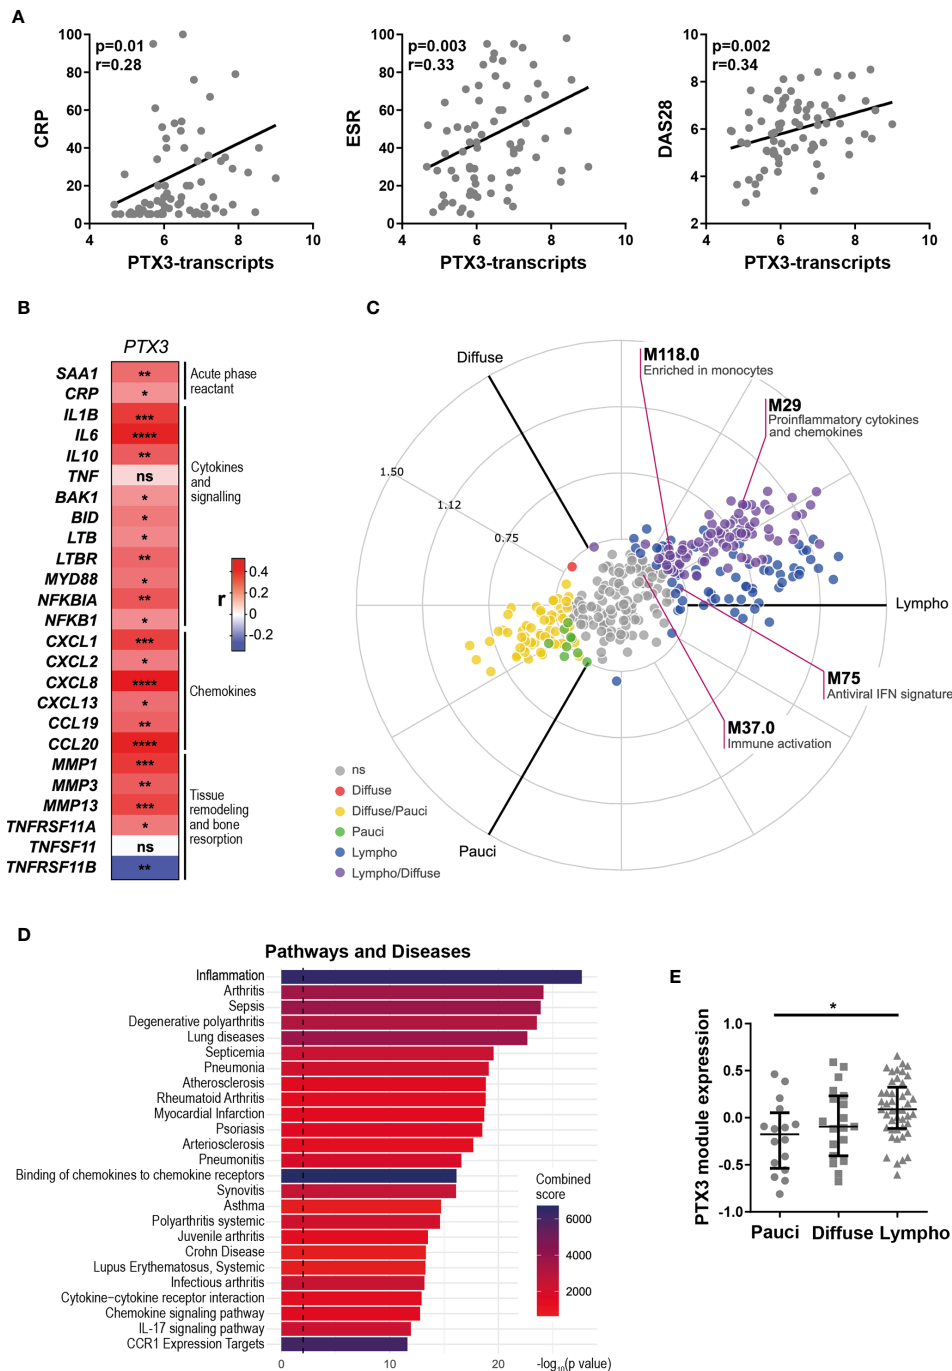 A
p=0.01
r=0.28
100
80
60
40
20
0
CRP
4 6 8 10
PTX3-transcripts
p=0.003
r=0.33
100
80
60
40
20
0
ESR
4 6 8 10
PTX3-transcripts
p=0.002
r=0.34
10
8
6
4
2
DAS28
4 6 8 10
PTX3-transcripts
B
PTX3
SAA1 **
CRP *
IL1B ***
IL6 ****
IL10 **
TNF ns
BAK1 *
BID *
LTB *
LTBR **
MYD88 *
NFKBIA **
NFKB1 *
CXCL1 ***
CXCL2 *
CXCL8 ****
CXCL13 *
CCL19 **
CCL20 ****
MMP1 ***
MMP3 **
MMP13 ***
TNFRSF11A *
TNFSF11 ns
TNFRSF11B **
Acute phase
reactant
Cytokines
and
signalling
Chemokines
Tissue
remodeling
and bone
resorption
r
0.4
0.2
0
-0.2
C
Diffuse
M118.0
Enriched in monocytes
M29
Proinflammatory cytokines
and chemokines
1.50
1.12
0.75
Lympho
M75
Antiviral IFN signature
M37.0
Immune activation
Pauci
ns
Diffuse
Diffuse/Pauci
Pauci
Lympho
Lympho/Diffuse
D
Pathways and Diseases
Inflammation
Arthritis
Sepsis
Degenerative polyarthritis
Lung diseases
Septicemia
Pneumonia
Atherosclerosis
Rheumatoid Arthritis
Myocardial Infarction
Psoriasis
Arteriosclerosis
Pneumonitis
Binding of chemokines to chemokine receptors
Synovitis
Asthma
Polyarthritis systemic
Juvenile arthritis
Crohn Disease
Lupus Erythematosus, Systemic
Infectious arthritis
Cytokine−cytokine receptor interaction
Chemokine signaling pathway
IL-17 signaling pathway
CCR1 Expression Targets
0 10 20
-log10(p value)
Combined
score
6000
4000
2000
E
*
1.0
0.5
0.0
-0.5
-1.0
PTX3 module expression
Pauci Diffuse Lympho